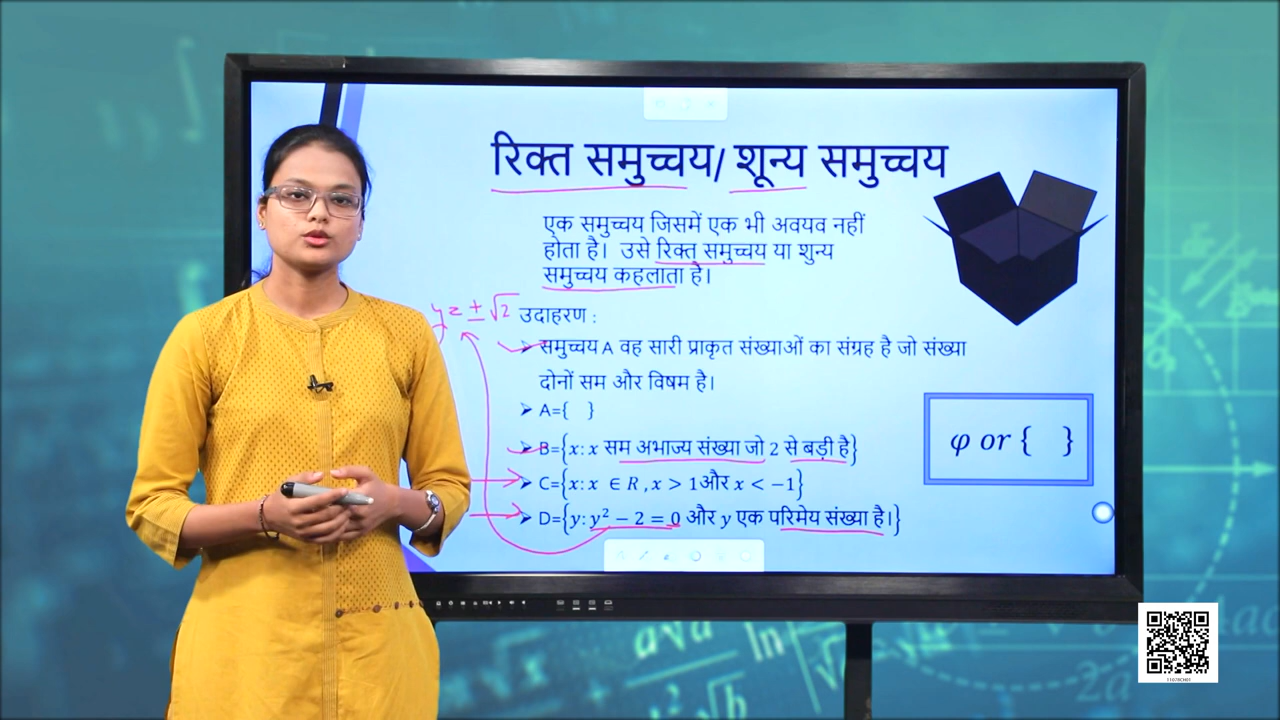 रिक्त समुच्चय/ शून्य समुच्चय
एक समुच्चय जिसमें एक भी अवयव नहीं
होता है। उसे रिक्त समुच्चय या शुन्य
समुच्चय कहलाता है।
y = ± √2
उदाहरण :
➢ समुच्चय A वह सारी प्राकृत संख्याओं का संग्रह है जो संख्या
दोनों सम और विषम है।
➢ A={ }
➢ B={x: x सम अभाज्य संख्या जो 2 से बड़ी है}
➢ C={x: x ∈ R , x > 1और x < −1}
➢ D={y: y² − 2 = 0 और y एक परिमेय संख्या है।}
φ or { }
11078CH01